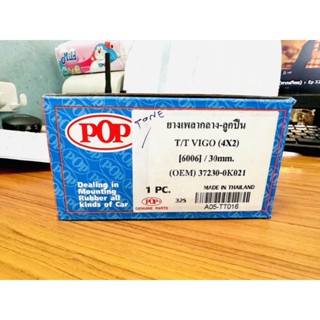 TONE
POP
ยางเพลากลาง-ลูกปืน
T/T VIGO (4X2)
[6006] / 30mm.
(OEM) 37230-0K021
Dealing in
Mounting
Rubber all
kinds of Car
1 PC.
MADE IN THAILAND
POP
GENUINE PARTS
325
A05-TT016